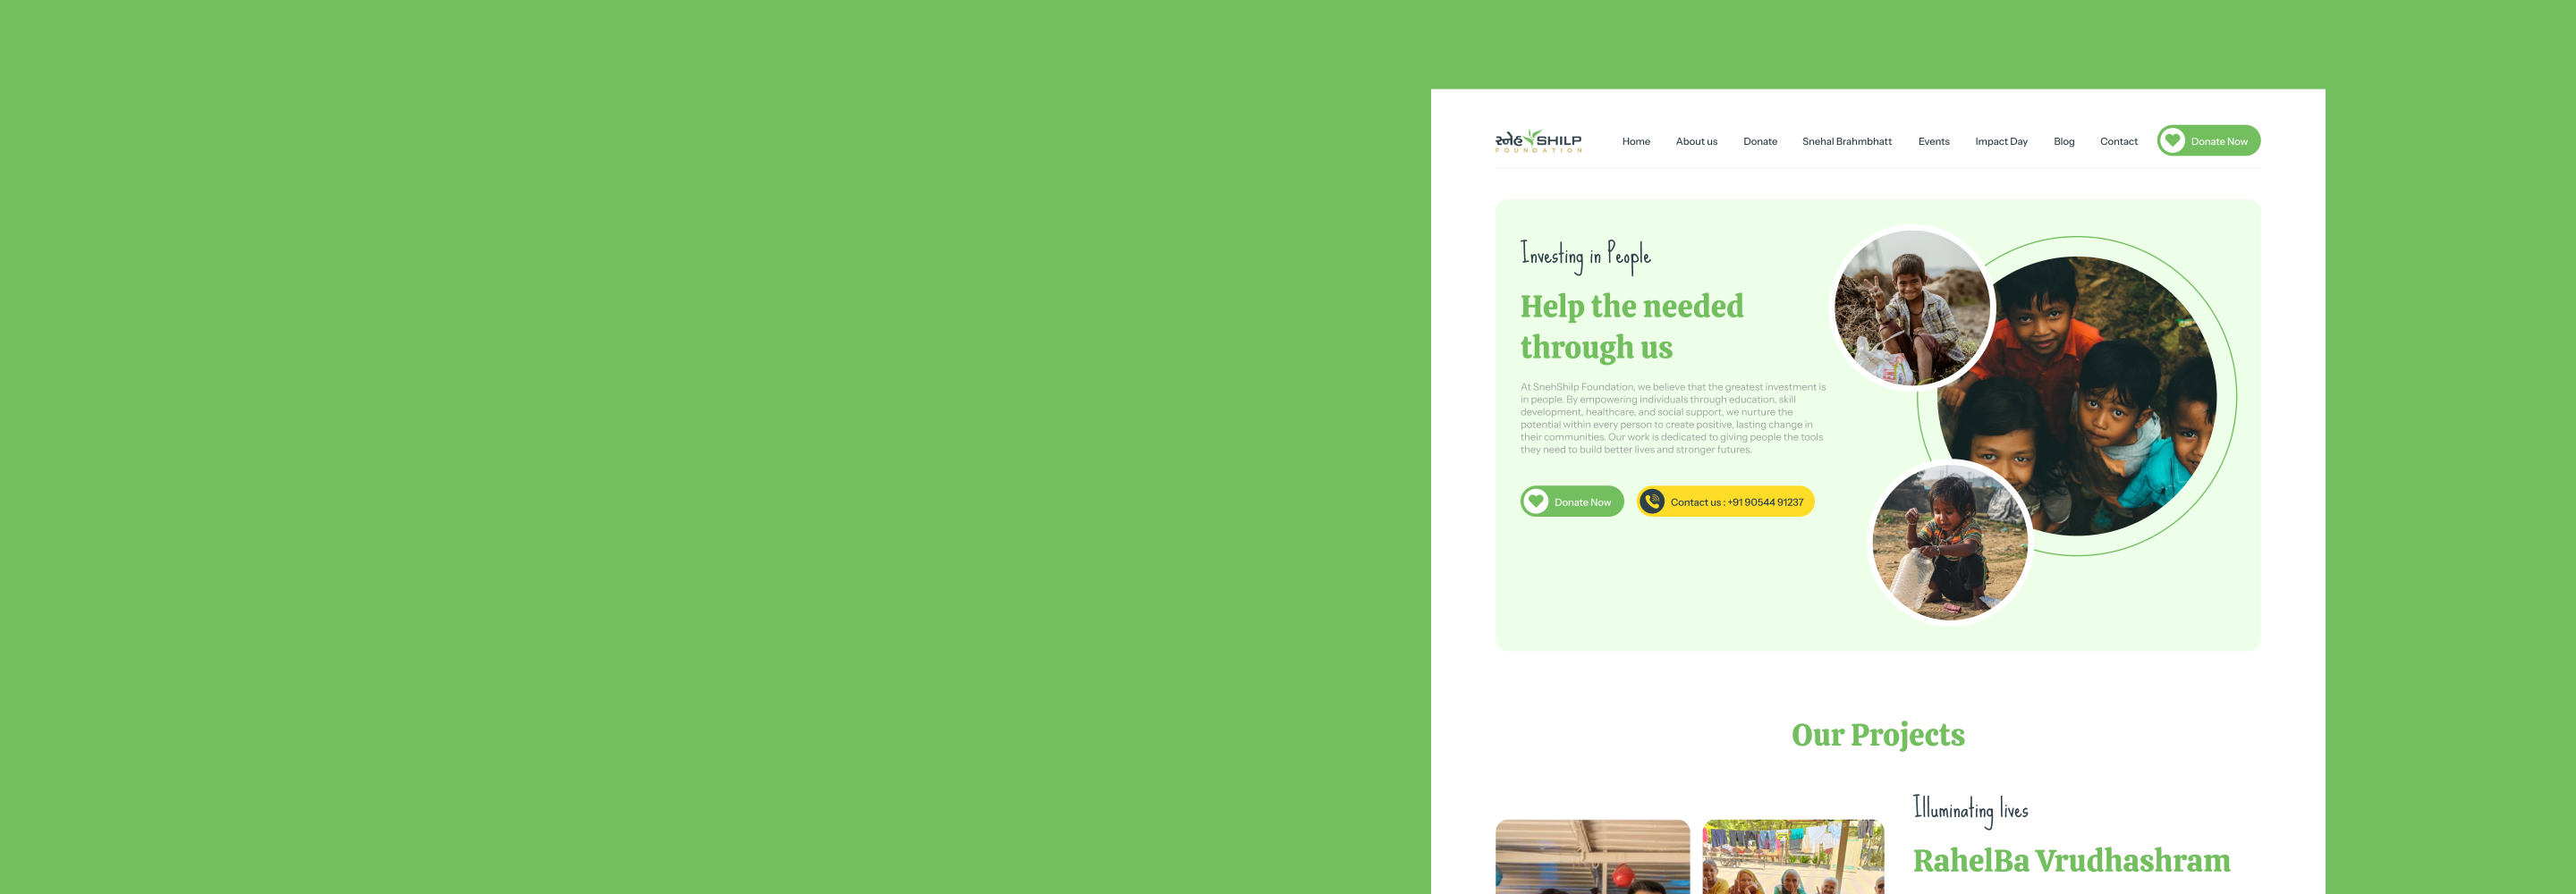 સ્નેહ SHILP
FOUNDATION
Home About us Donate Snehal Brahmbhatt Events Impact Day Blog Contact Donate Now
Investing in People
Help the needed
through us
At SnehShilp Foundation, we believe that the greatest investment is
in people. By empowering individuals through education, skill
development, healthcare, and social support, we nurture the
potential within every person to create positive, lasting change in
their communities. Our work is dedicated to giving people the tools
they need to build better lives and stronger futures.
Donate Now Contact us : +91 90544 91237
Our Projects
Illuminating lives
RahelBa Vrudhashram